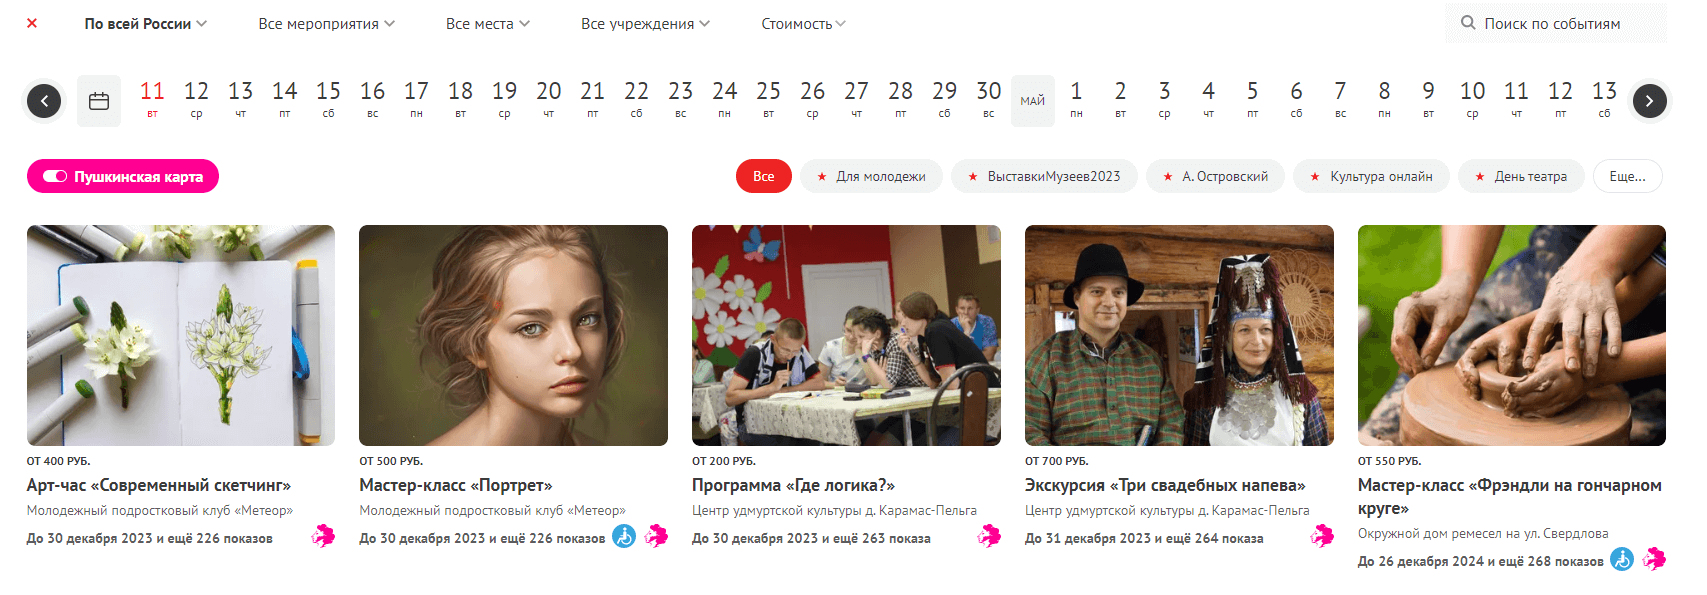 По всей России Все мероприятия Все места Все учреждения Стоимость Поиск по событиям
11 12 13 14 15 16 17 18 19 20 21 22 23 24 25 26 27 28 29 30 МАЙ 1 2 3 4 5 6 7 8 9 10 11 12 13
вт ср чт пт сб вс пн вт ср чт пт сб вс пн вт ср чт пт сб вс пн вт ср чт пт сб вс пн вт ср чт пт сб
Пушкинская карта Все Для молодежи ВыставкиМузеев2023 А. Островский Культура онлайн День театра Еще...
ОТ 400 РУБ.
Арт-час «Современный скетчинг»
Молодежный подростковый клуб «Метеор»
До 30 декабря 2023 и ещё 226 показов
ОТ 500 РУБ.
Мастер-класс «Портрет»
Молодежный подростковый клуб «Метеор»
До 30 декабря 2023 и ещё 226 показов
ОТ 200 РУБ.
Программа «Где логика?»
Центр удмуртской культуры д. Карамас-Пельга
До 30 декабря 2023 и ещё 263 показа
ОТ 700 РУБ.
Экскурсия «Три свадебных напева»
Центр удмуртской культуры д. Карамас-Пельга
До 31 декабря 2023 и ещё 264 показа
ОТ 550 РУБ.
Мастер-класс «Фрэндли на гончарном
круге»
Окружной дом ремесел на ул. Свердлова
До 26 декабря 2024 и ещё 268 показов